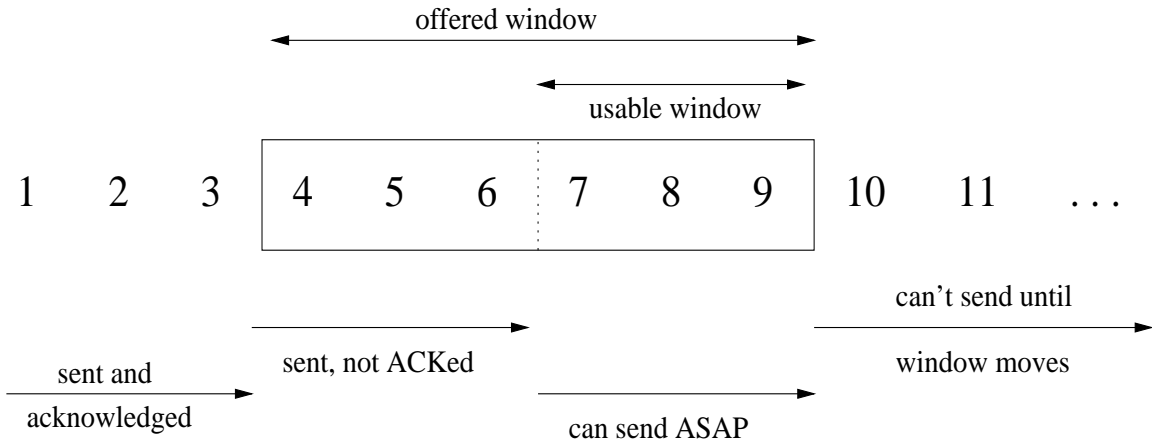 offered window
usable window
1 2 3 4 5 6 7 8 9 10 11 . . .
can't send until
sent, not ACKed
window moves
sent and
acknowledged
can send ASAP